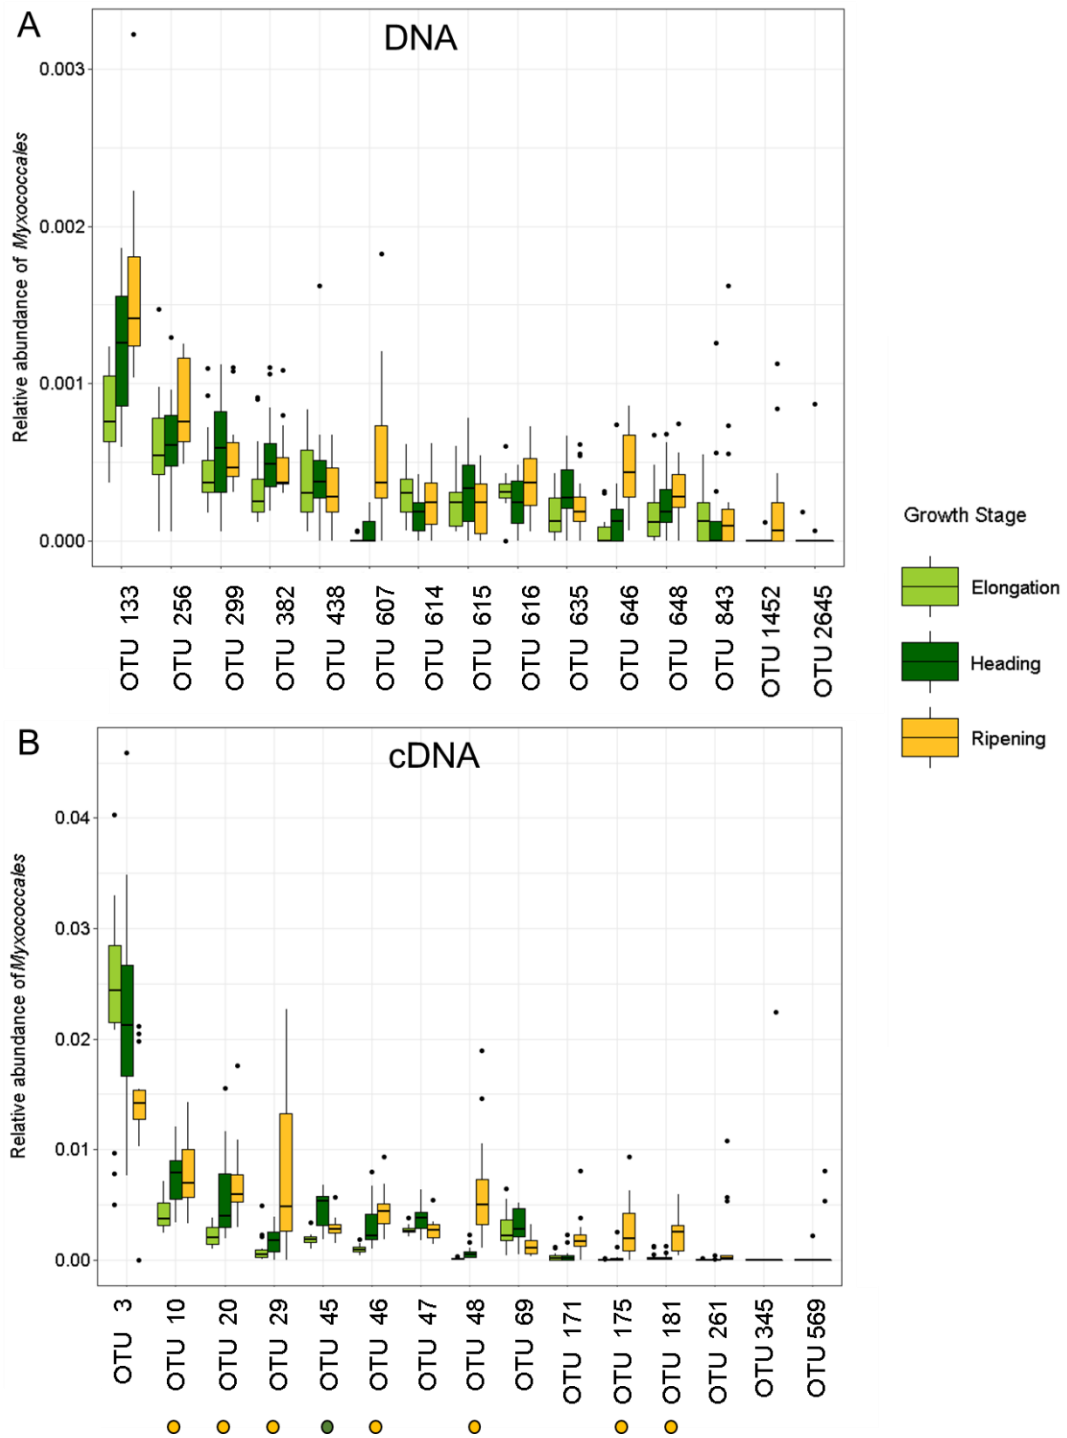 A
DNA
0.003
0.002
0.001
0.000
Relative abundance of Myxococcales
OTU 133
OTU 256
OTU 299
OTU 382
OTU 438
OTU 607
OTU 614
OTU 615
OTU 616
OTU 635
OTU 646
OTU 648
OTU 843
OTU 1452
OTU 2645
Growth Stage
Elongation
Heading
Ripening
B
cDNA
0.04
0.03
0.02
0.01
0.00
Relative abundance of Myxococcales
OTU 3
OTU 10
OTU 20
OTU 29
OTU 45
OTU 46
OTU 47
OTU 48
OTU 69
OTU 171
OTU 175
OTU 181
OTU 261
OTU 345
OTU 569